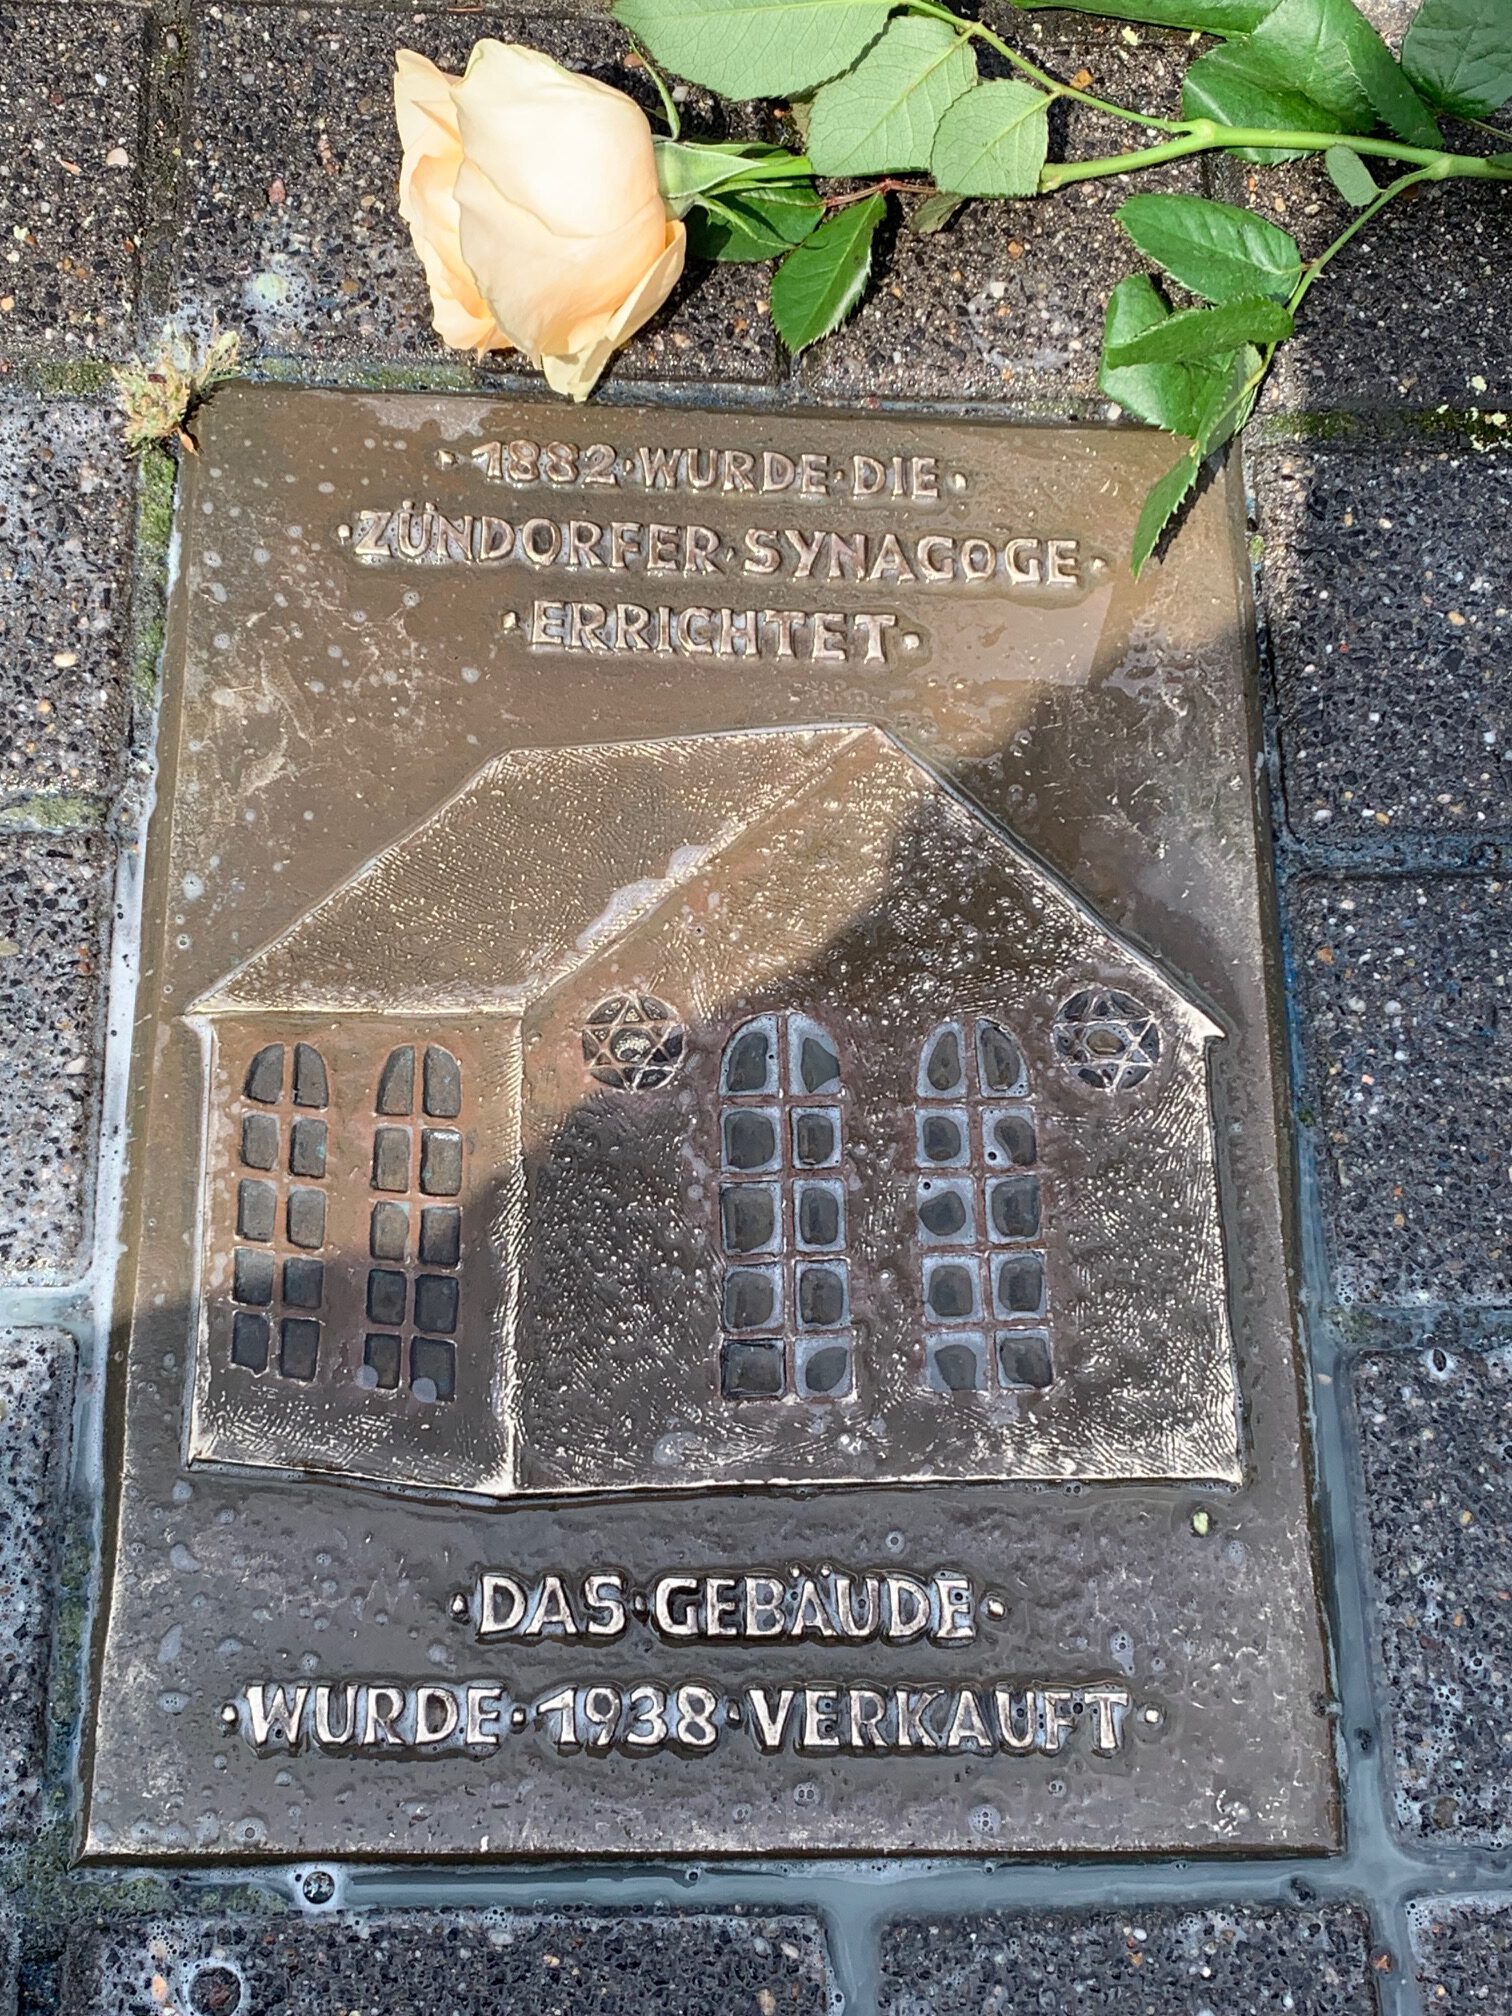 · 1882 · WURDE · DIE ·
· ZÜNDORFER · SYNAGOGE ·
· ERRICHTET ·
· DAS · GEBÄUDE ·
· WURDE · 1938 · VERKAUFT ·